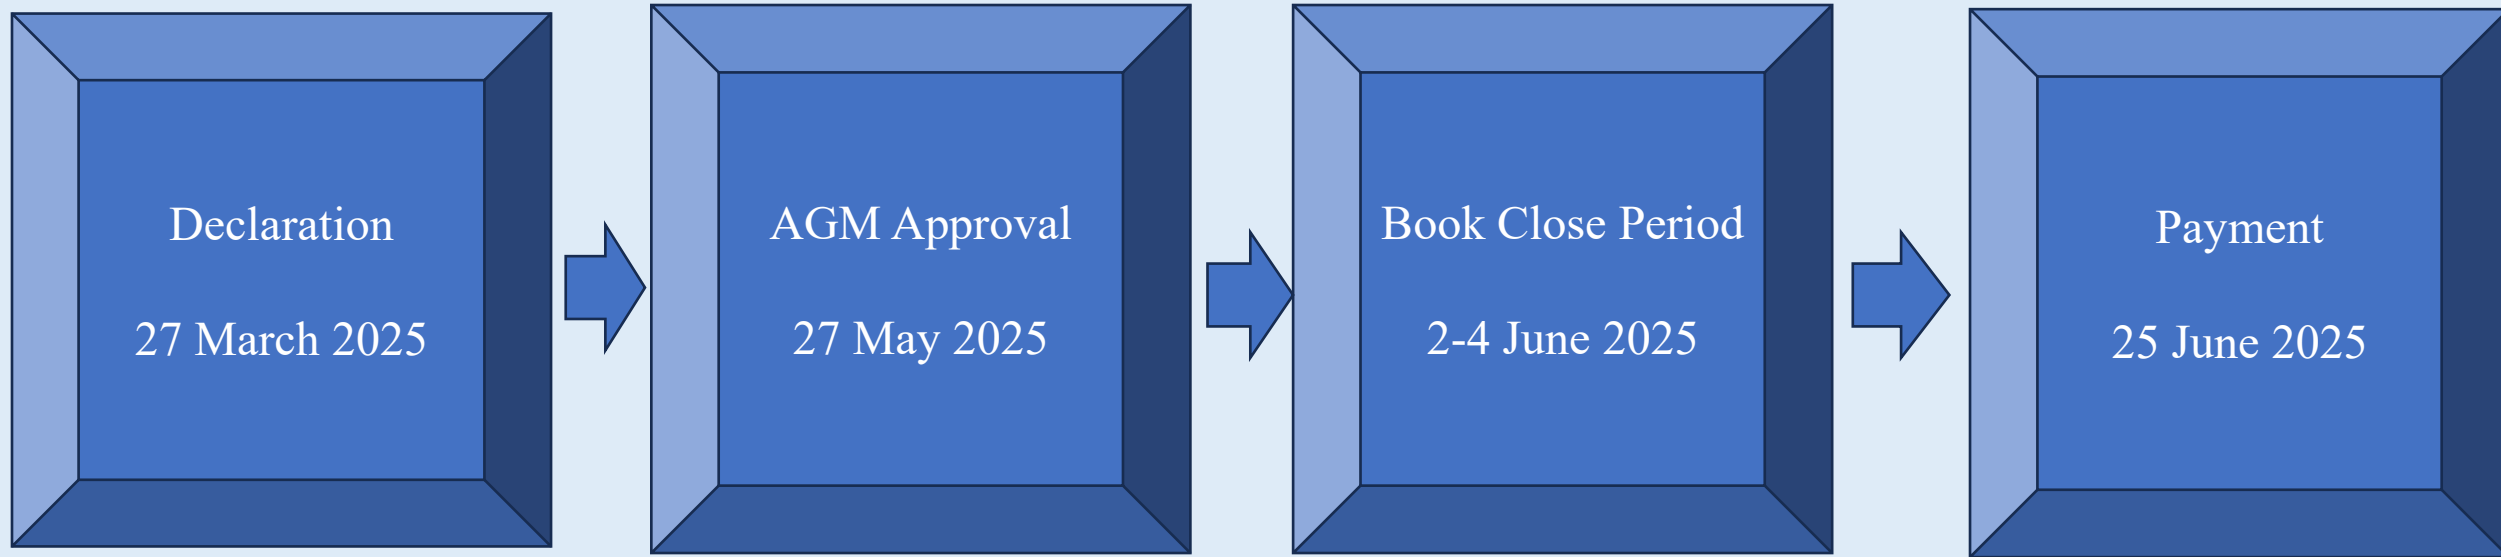 Declaration
27 March 2025
AGM Approval
27 May 2025
Book Close Period
2-4 June 2025
Payment
25 June 2025